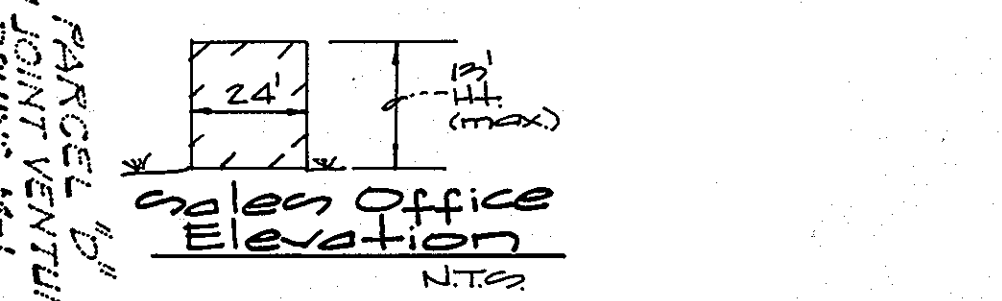 PARCEL "D"
JOINT VENTU
24'
13'
Ht.
(max.)
Sales Office
Elevation
N.T.S.